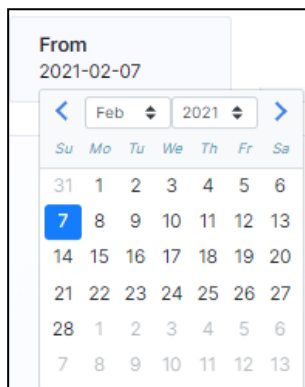 From
2021-02-07
Feb 2021
Su Mo Tu We Th Fr Sa
31 1 2 3 4 5 6
7 8 9 10 11 12 13
14 15 16 17 18 19 20
21 22 23 24 25 26 27
28 1 2 3 4 5 6
7 8 9 10 11 12 13